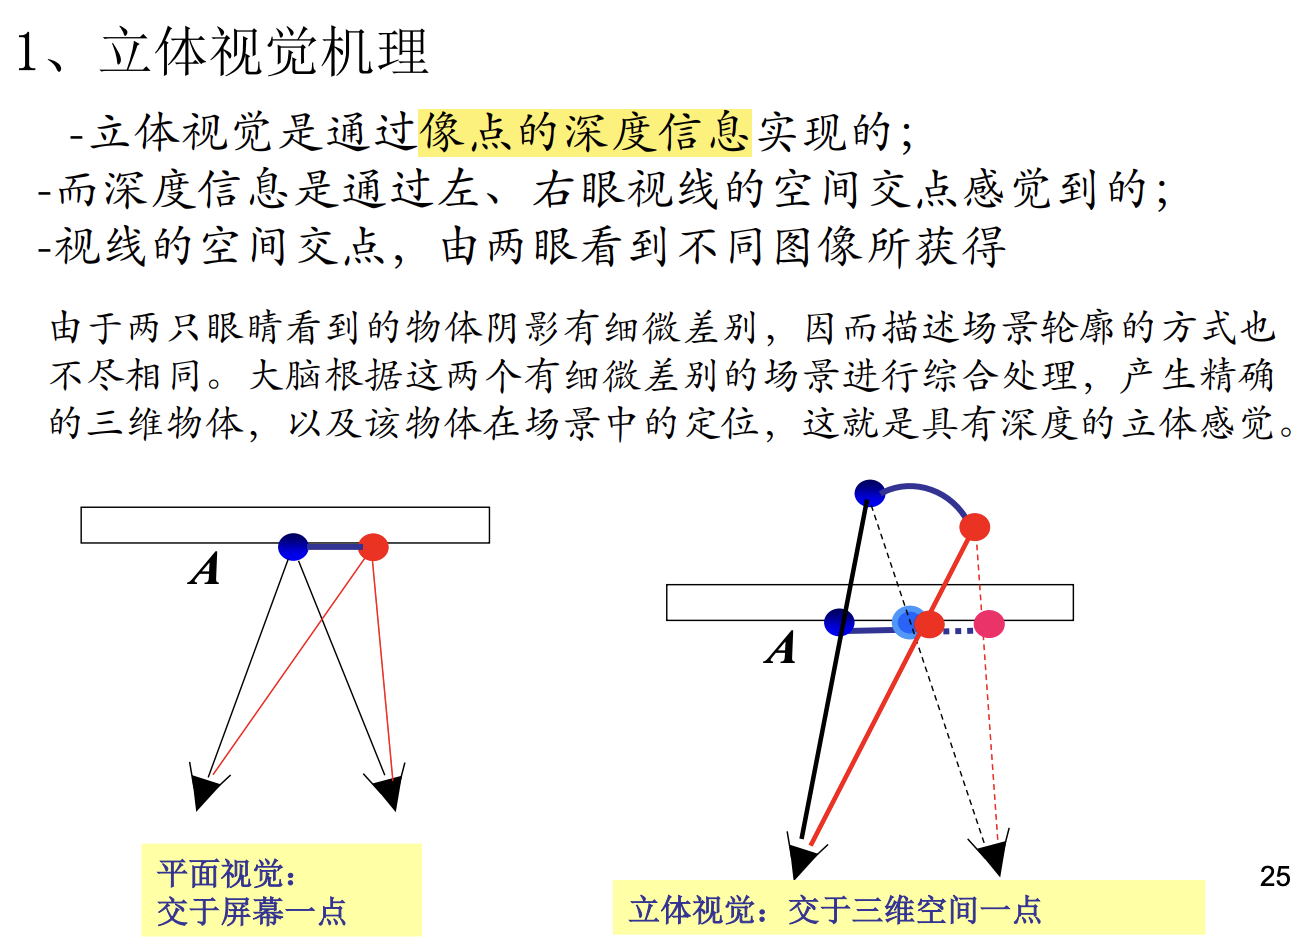 1、立体视觉机理
-立体视觉是通过像点的深度信息实现的；
-而深度信息是通过左、右眼视线的空间交点感觉到的；
-视线的空间交点，由两眼看到不同图像所获得
由于两只眼睛看到的物体阴影有细微差别，因而描述场景轮廓的方式也
不尽相同。大脑根据这两个有细微差别的场景进行综合处理，产生精确
的三维物体，以及该物体在场景中的定位，这就是具有深度的立体感觉。
A
A
平面视觉：
交于屏幕一点
立体视觉：交于三维空间一点
25